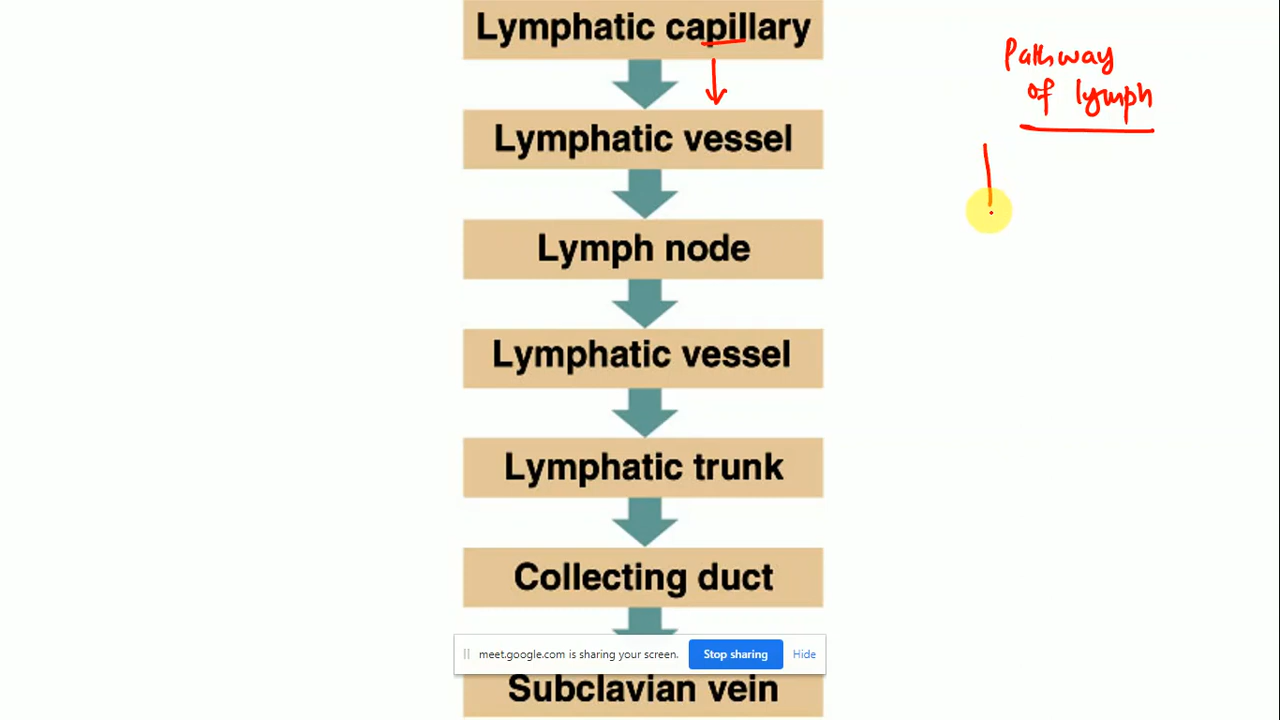 Lymphatic capillary
Pathway
of lymph
Lymphatic vessel
Lymph node
Lymphatic vessel
Lymphatic trunk
Collecting duct
meet.google.com is sharing your screen.
Stop sharing
Hide
Subclavian vein